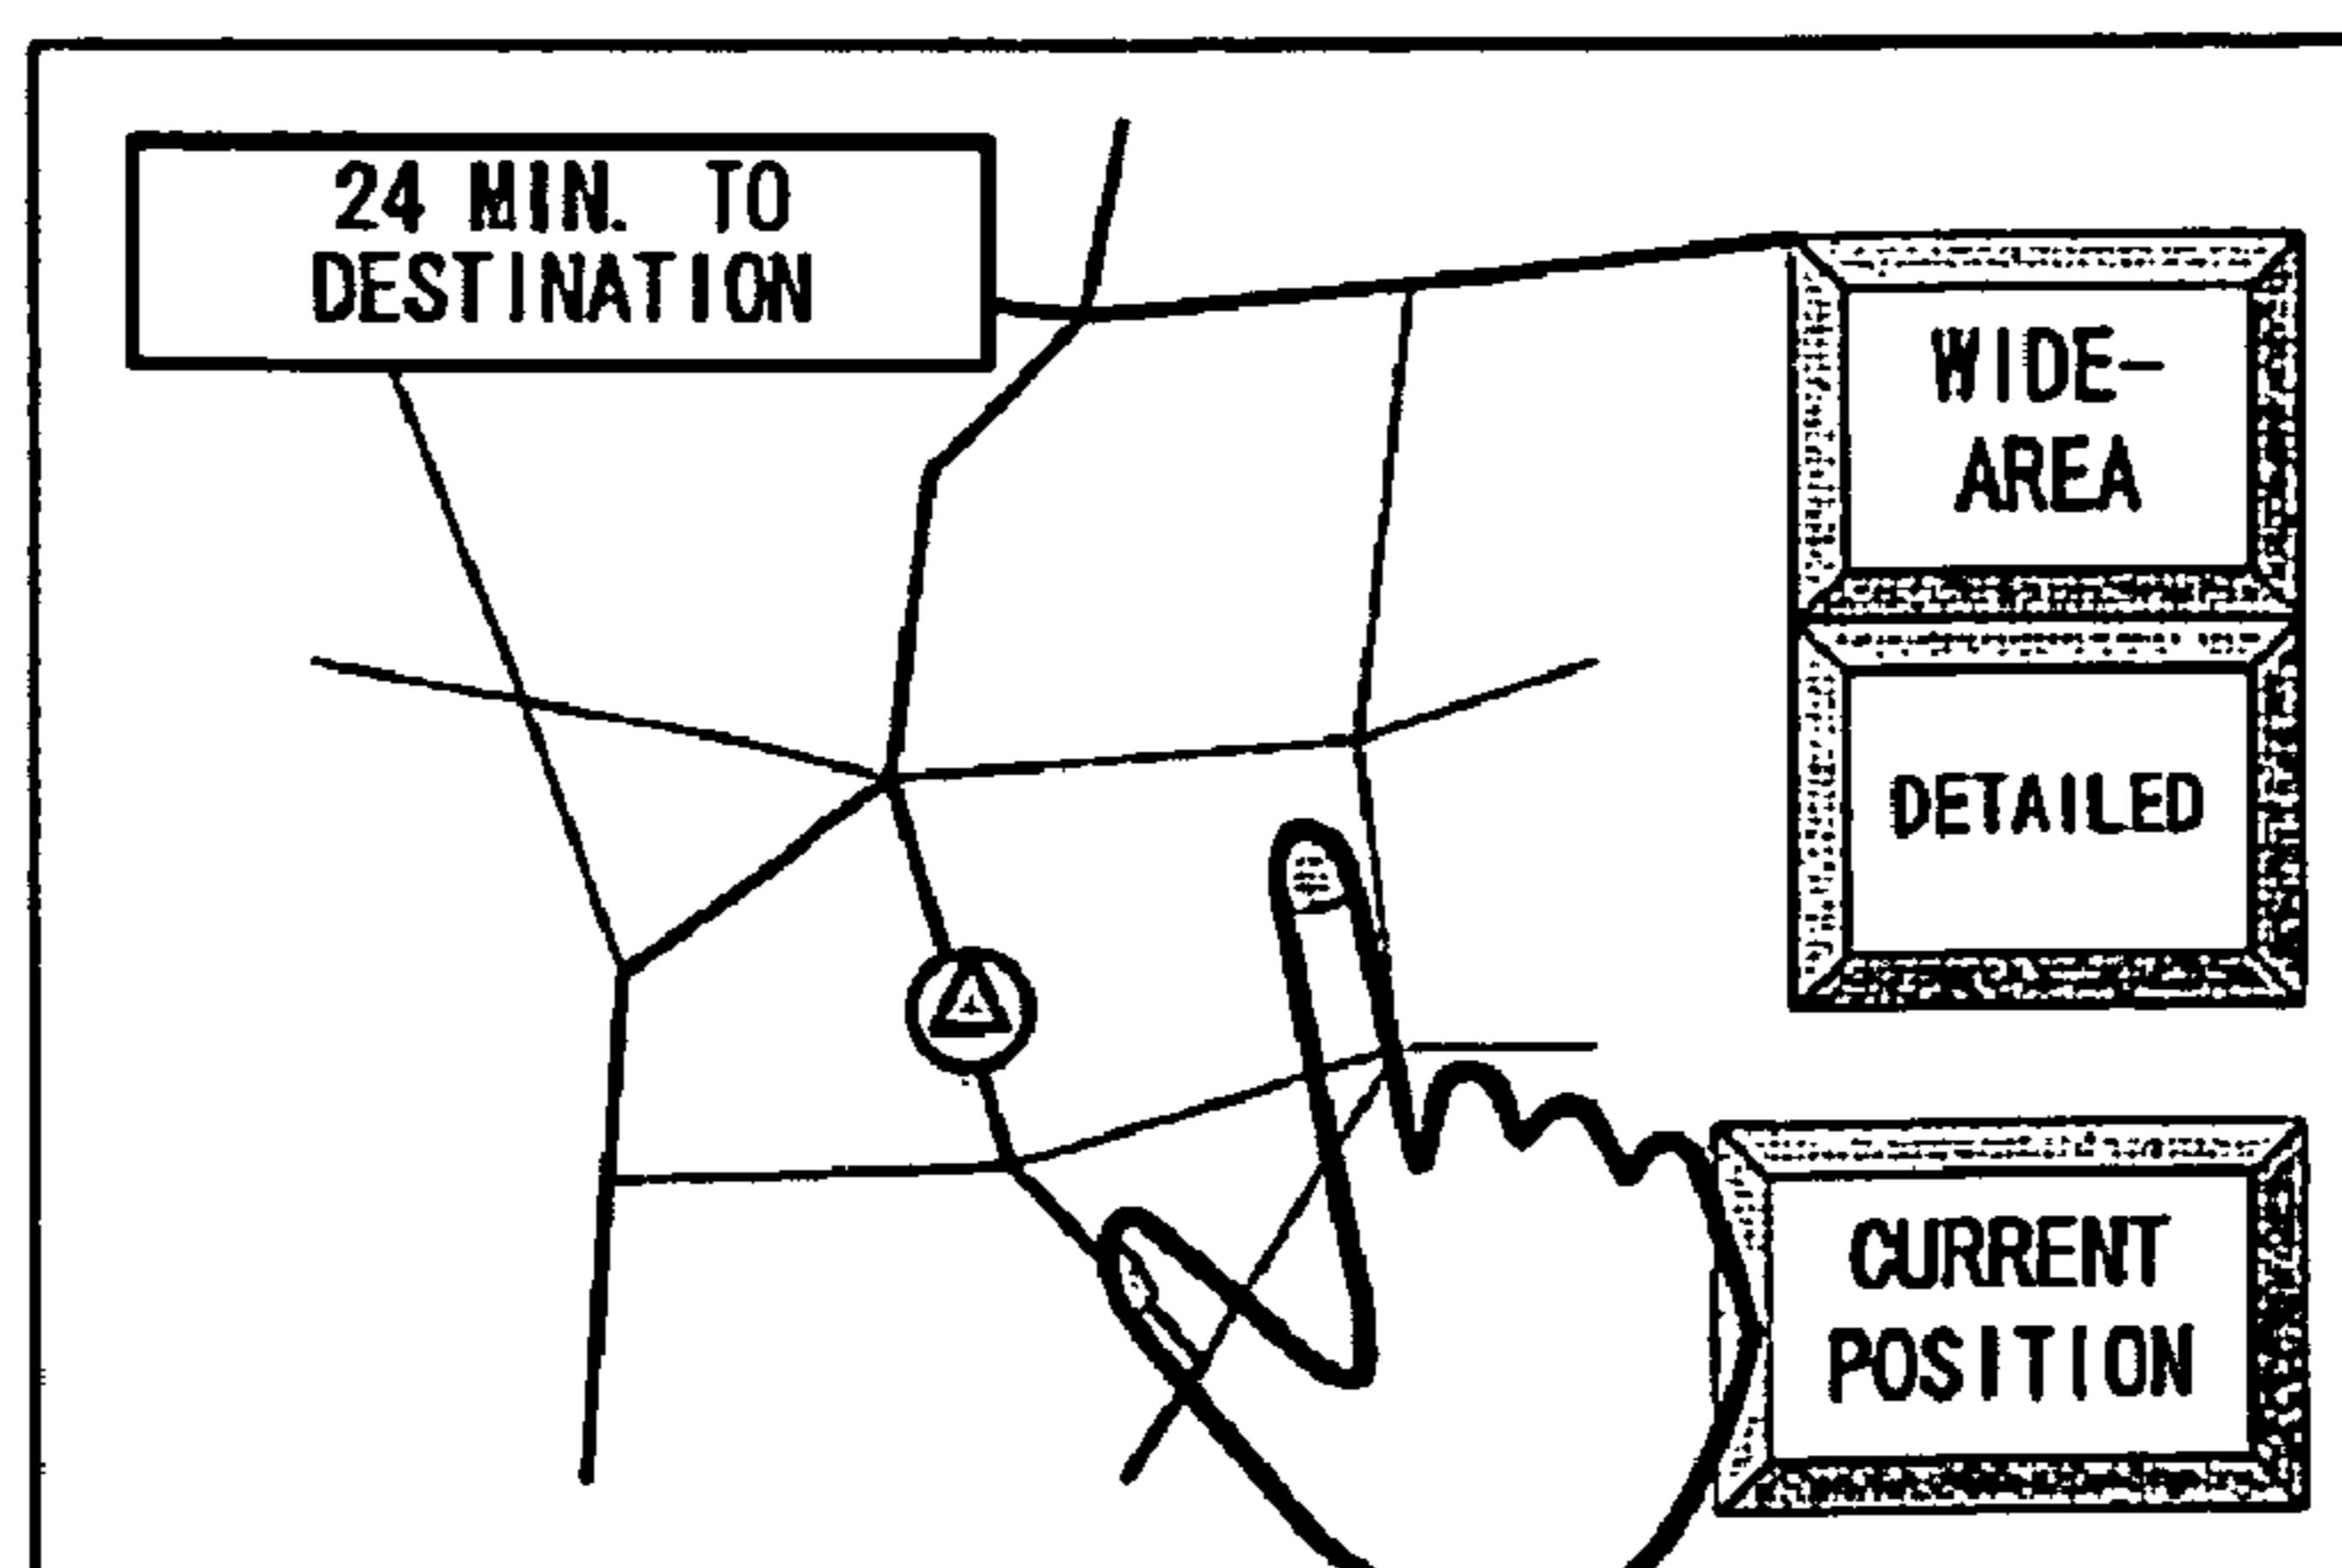 24 MIN. TO
DESTINATION
WIDE-
AREA
DETAILED
CURRENT
POSITION